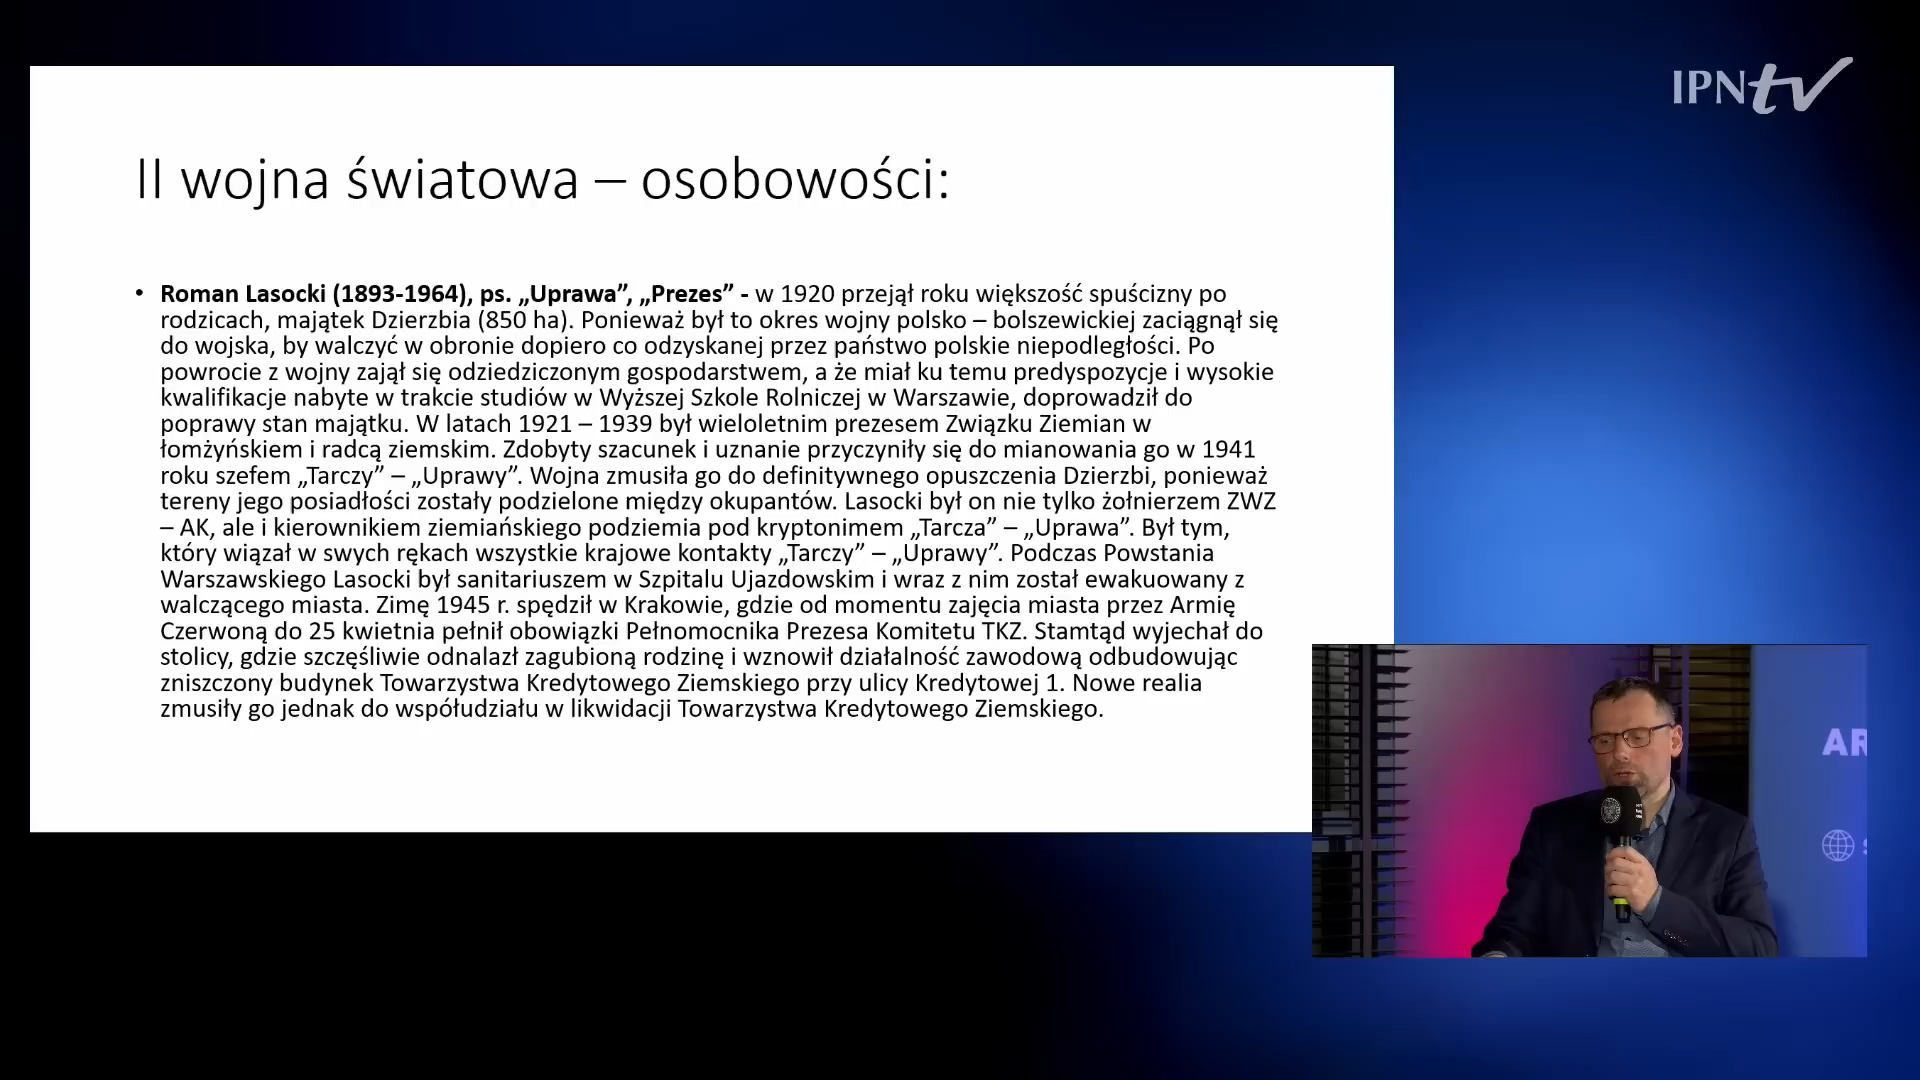 IPNtv
II wojna światowa – osobowości:
• Roman Lasocki (1893-1964), ps. „Uprawa”, „Prezes” - w 1920 przejął roku większość spuścizny po
rodzicach, majątek Dzierzbia (850 ha). Ponieważ był to okres wojny polsko – bolszewickiej zaciągnął się
do wojska, by walczyć w obronie dopiero co odzyskanej przez państwo polskie niepodległości. Po
powrocie z wojny zajął się odziedziczonym gospodarstwem, a że miał ku temu predyspozycje i wysokie
kwalifikacje nabyte w trakcie studiów w Wyższej Szkole Rolniczej w Warszawie, doprowadził do
poprawy stan majątku. W latach 1921 – 1939 był wieloletnim prezesem Związku Ziemian w
łomżyńskiem i radcą ziemskim. Zdobyty szacunek i uznanie przyczyniły się do mianowania go w 1941
roku szefem „Tarczy” – „Uprawy”. Wojna zmusiła go do definitywnego opuszczenia Dzierzbi, ponieważ
tereny jego posiadłości zostały podzielone między okupantów. Lasocki był on nie tylko żołnierzem ZWZ
– AK, ale i kierownikiem ziemiańskiego podziemia pod kryptonimem „Tarcza” – „Uprawa”. Był tym,
który wiązał w swych rękach wszystkie krajowe kontakty „Tarczy” – „Uprawy”. Podczas Powstania
Warszawskiego Lasocki był sanitariuszem w Szpitalu Ujazdowskim i wraz z nim został ewakuowany z
walczącego miasta. Zimę 1945 r. spędził w Krakowie, gdzie od momentu zajęcia miasta przez Armię
Czerwoną do 25 kwietnia pełnił obowiązki Pełnomocnika Prezesa Komitetu TKZ. Stamtąd wyjechał do
stolicy, gdzie szczęśliwie odnalazł zagubioną rodzinę i wznowił działalność zawodową odbudowując
zniszczony budynek Towarzystwa Kredytowego Ziemskiego przy ulicy Kredytowej 1. Nowe realia
zmusiły go jednak do współudziału w likwidacji Towarzystwa Kredytowego Ziemskiego.
AR